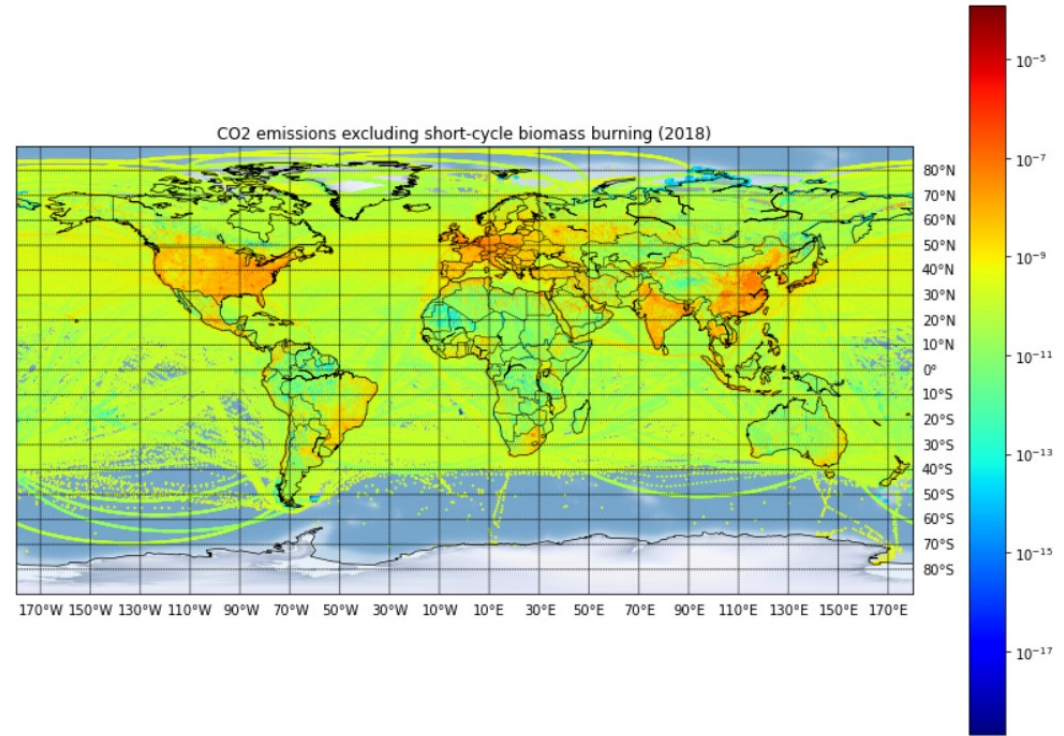 CO2 emissions excluding short-cycle biomass burning (2018)
80°N
70°N
60°N
50°N
40°N
30°N
20°N
10°N
0°
10°S
20°S
30°S
40°S
50°S
60°S
70°S
80°S
170°W 150°W 130°W 110°W 90°W 70°W 50°W 30°W 10°W 10°E 30°E 50°E 70°E 90°E 110°E 130°E 150°E 170°E
10⁻⁵
10⁻⁷
10⁻⁹
10⁻¹¹
10⁻¹³
10⁻¹⁵
10⁻¹⁷